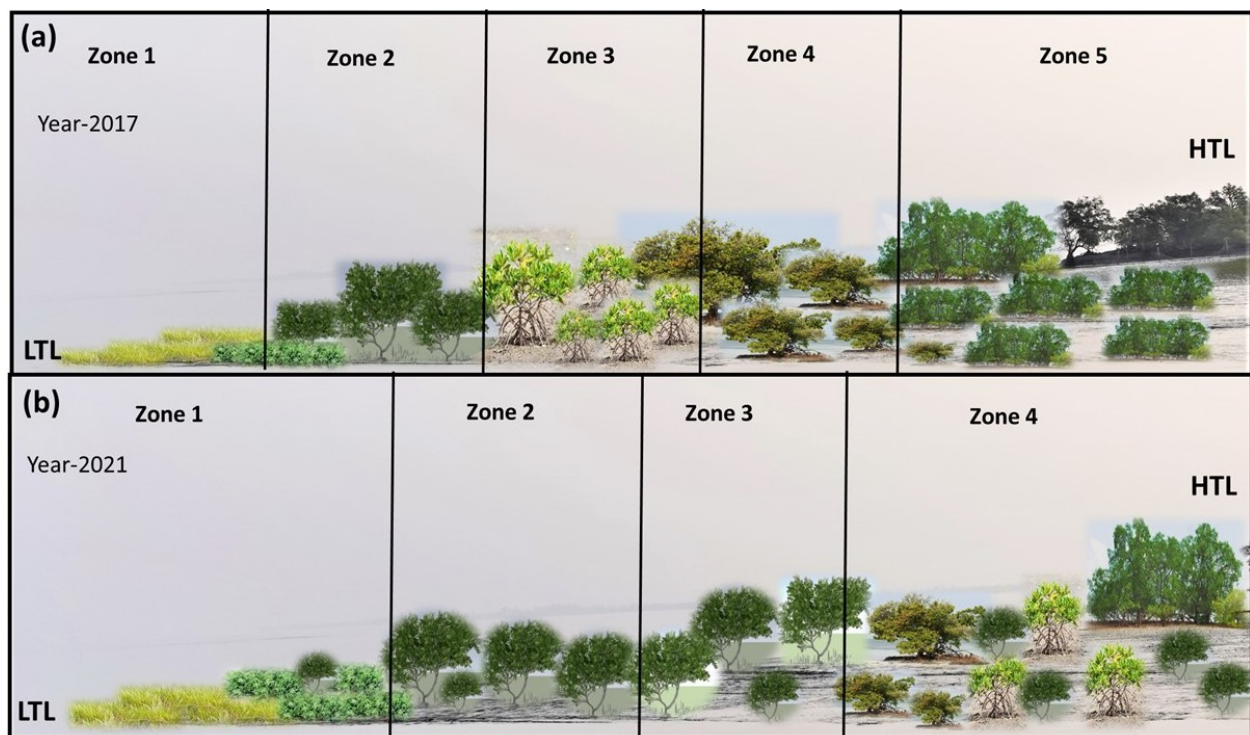 (a)
Zone 1
Zone 2
Zone 3
Zone 4
Zone 5
Year-2017
HTL
LTL
(b)
Zone 1
Zone 2
Zone 3
Zone 4
Year-2021
HTL
LTL